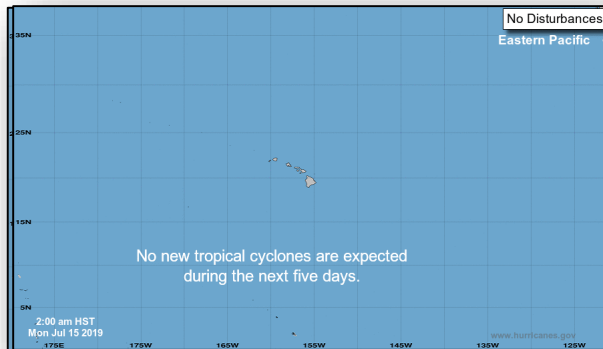 No Disturbances
Eastern Pacific
35N
25N
15N
No new tropical cyclones are expected
during the next five days.
5N
2:00 am HST
Mon Jul 15 2019
www.hurricanes.gov
175E 175W 165W 155W 145W 135W 125W